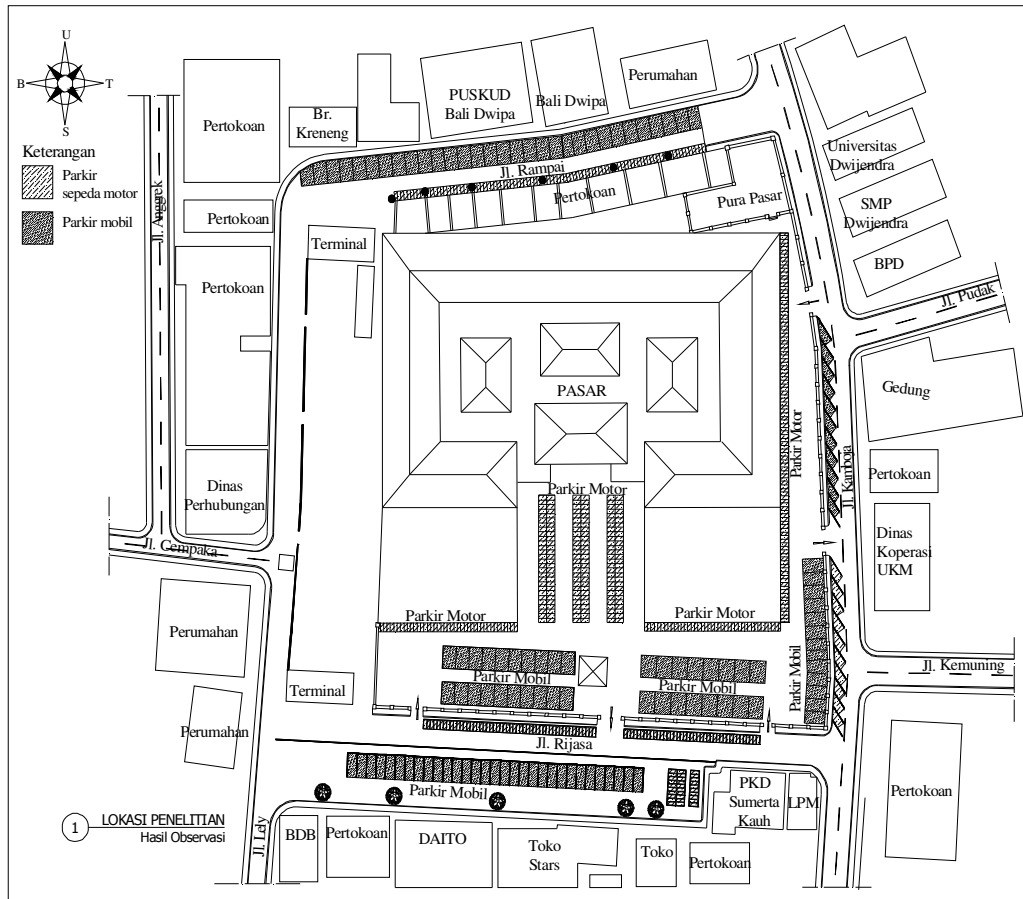 U
B
T
S
Keterangan
Parkir
sepeda motor
Parkir mobil
Pertokoan
Br.
Kreneng
PUSKUD
Bali Dwipa
Bali Dwipa
Perumahan
Universitas
Dwijendra
SMP
Dwijendra
BPD
Jl. Pudak
Jl. Anggrek
Pertokoan
Pertokoan
Jl. Rampai
Pertokoan
Pura Pasar
Terminal
PASAR
Parkir Motor
Parkir Motor
Jl. Kamboja
Gedung
Pertokoan
Dinas
Koperasi
UKM
Dinas
Perhubungan
Jl. Cempaka
Perumahan
Parkir Motor
Parkir Motor
Parkir Mobil
Parkir Mobil
Parkir Mobil
Jl. Kemuning
Terminal
Perumahan
Jl. Rijasa
Parkir Mobil
PKD
Sumerta
Kauh
LPM
Pertokoan
1
LOKASI PENELITIAN
Hasil Observasi
Jl. Lely
BDB
Pertokoan
DAITO
Toko
Stars
Toko
Pertokoan